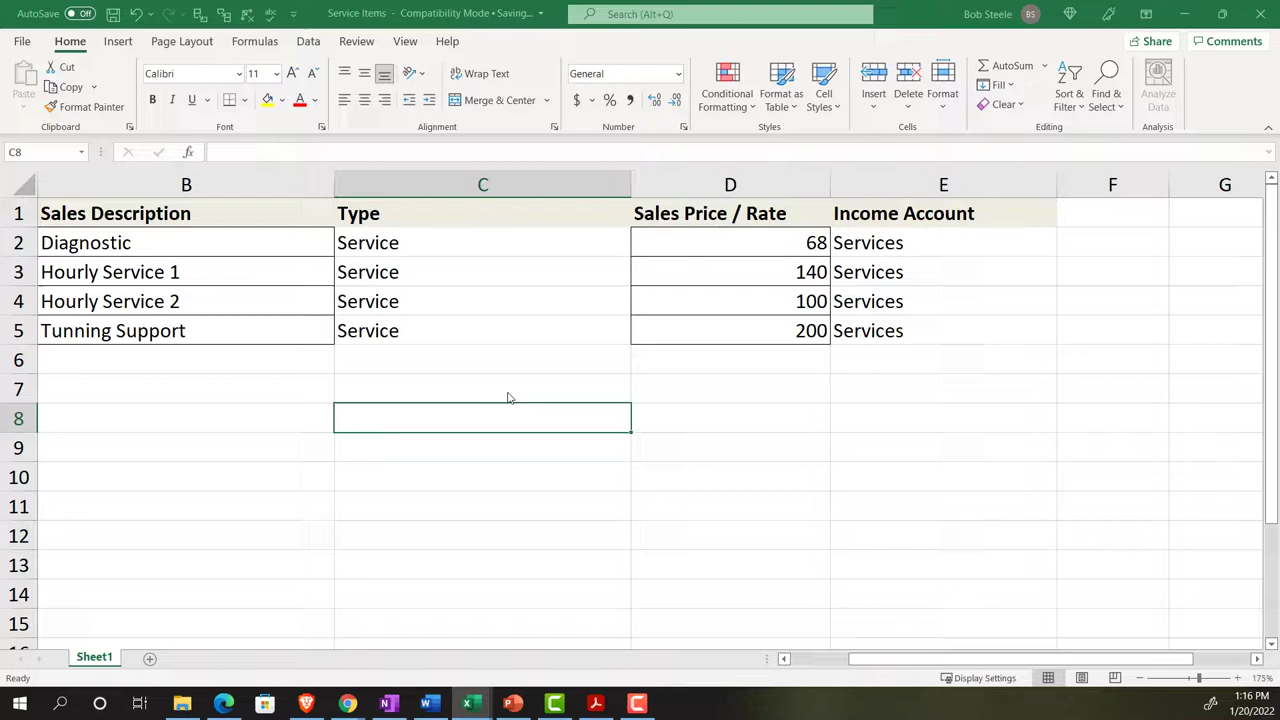 AutoSave Off Service Items - Compatibility Mode • Saving... Search (Alt+Q) Bob Steele BS
File Home Insert Page Layout Formulas Data Review View Help Share Comments
Paste Cut Copy Format Painter Clipboard
Calibri 11 B I U A Font
Wrap Text Merge & Center Alignment
General $ % , Number
Conditional Formatting Format as Table Cell Styles Styles
Insert Delete Format Cells
AutoSum Fill Clear Sort & Filter Find & Select Editing
Analyze Data Analysis
C8 fx
B C D E F G
1 Sales Description Type Sales Price / Rate Income Account
2 Diagnostic Service 68 Services
3 Hourly Service 1 Service 140 Services
4 Hourly Service 2 Service 100 Services
5 Tunning Support Service 200 Services
6
7
8
9
10
11
12
13
14
15
Sheet1
Ready Display Settings 175%
1:16 PM
1/20/2022